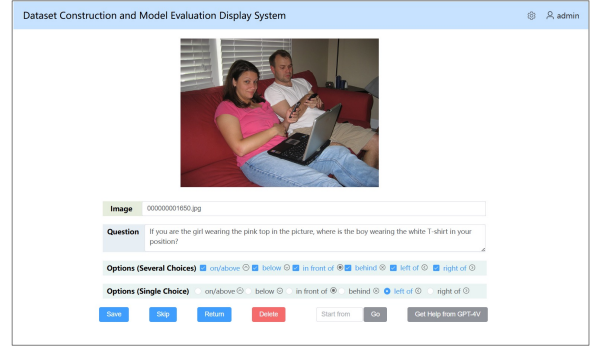 Dataset Construction and Model Evaluation Display System
admin
Image 000000001650.jpg
Question If you are the girl wearing the pink top in the picture, where is the boy wearing the white T-shirt in your
position?
Options (Several Choices) on/above below in front of behind left of right of
Options (Single Choice) on/above below in front of behind left of right of
Save Skip Return Delete Start from Go Get Help from GPT-4V